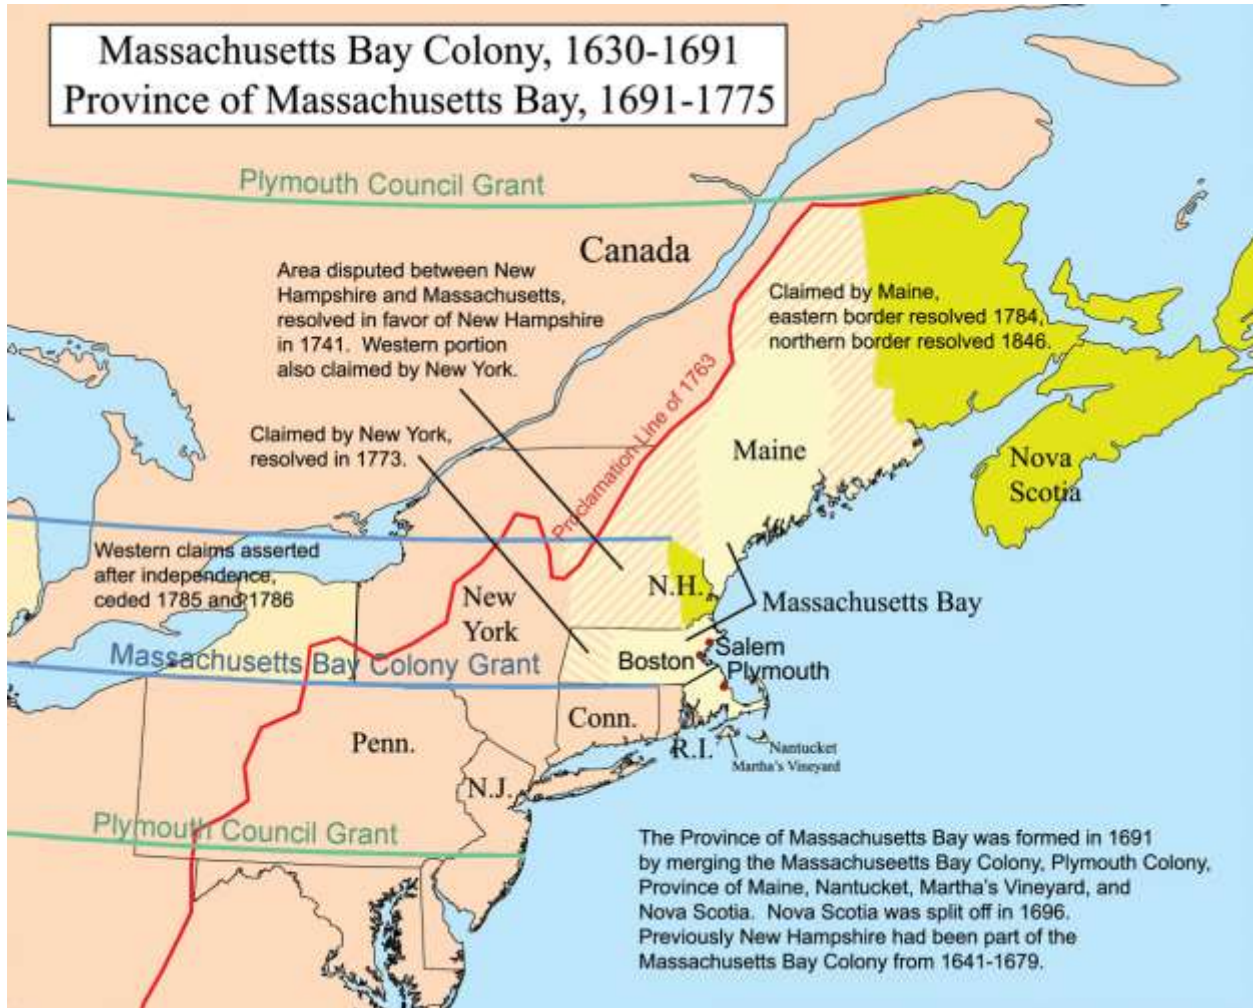 Massachusetts Bay Colony, 1630-1691
Province of Massachusetts Bay, 1691-1775
Plymouth Council Grant
Canada
Area disputed between New
Hampshire and Massachusetts,
resolved in favor of New Hampshire
in 1741. Western portion
also claimed by New York.
Claimed by Maine,
eastern border resolved 1784,
northern border resolved 1846.
Proclamation Line of 1763
Claimed by New York,
resolved in 1773.
Maine
Nova
Scotia
Western claims asserted
after independence,
ceded 1785 and 1786
New
York
N.H.
Massachusetts Bay
Massachusetts Bay Colony Grant
Boston
Salem
Plymouth
Conn.
R.I.
Nantucket
Martha's Vineyard
Penn.
N.J.
Plymouth Council Grant
The Province of Massachusetts Bay was formed in 1691
by merging the Massachuseetts Bay Colony, Plymouth Colony,
Province of Maine, Nantucket, Martha's Vineyard, and
Nova Scotia. Nova Scotia was split off in 1696.
Previously New Hampshire had been part of the
Massachusetts Bay Colony from 1641-1679.